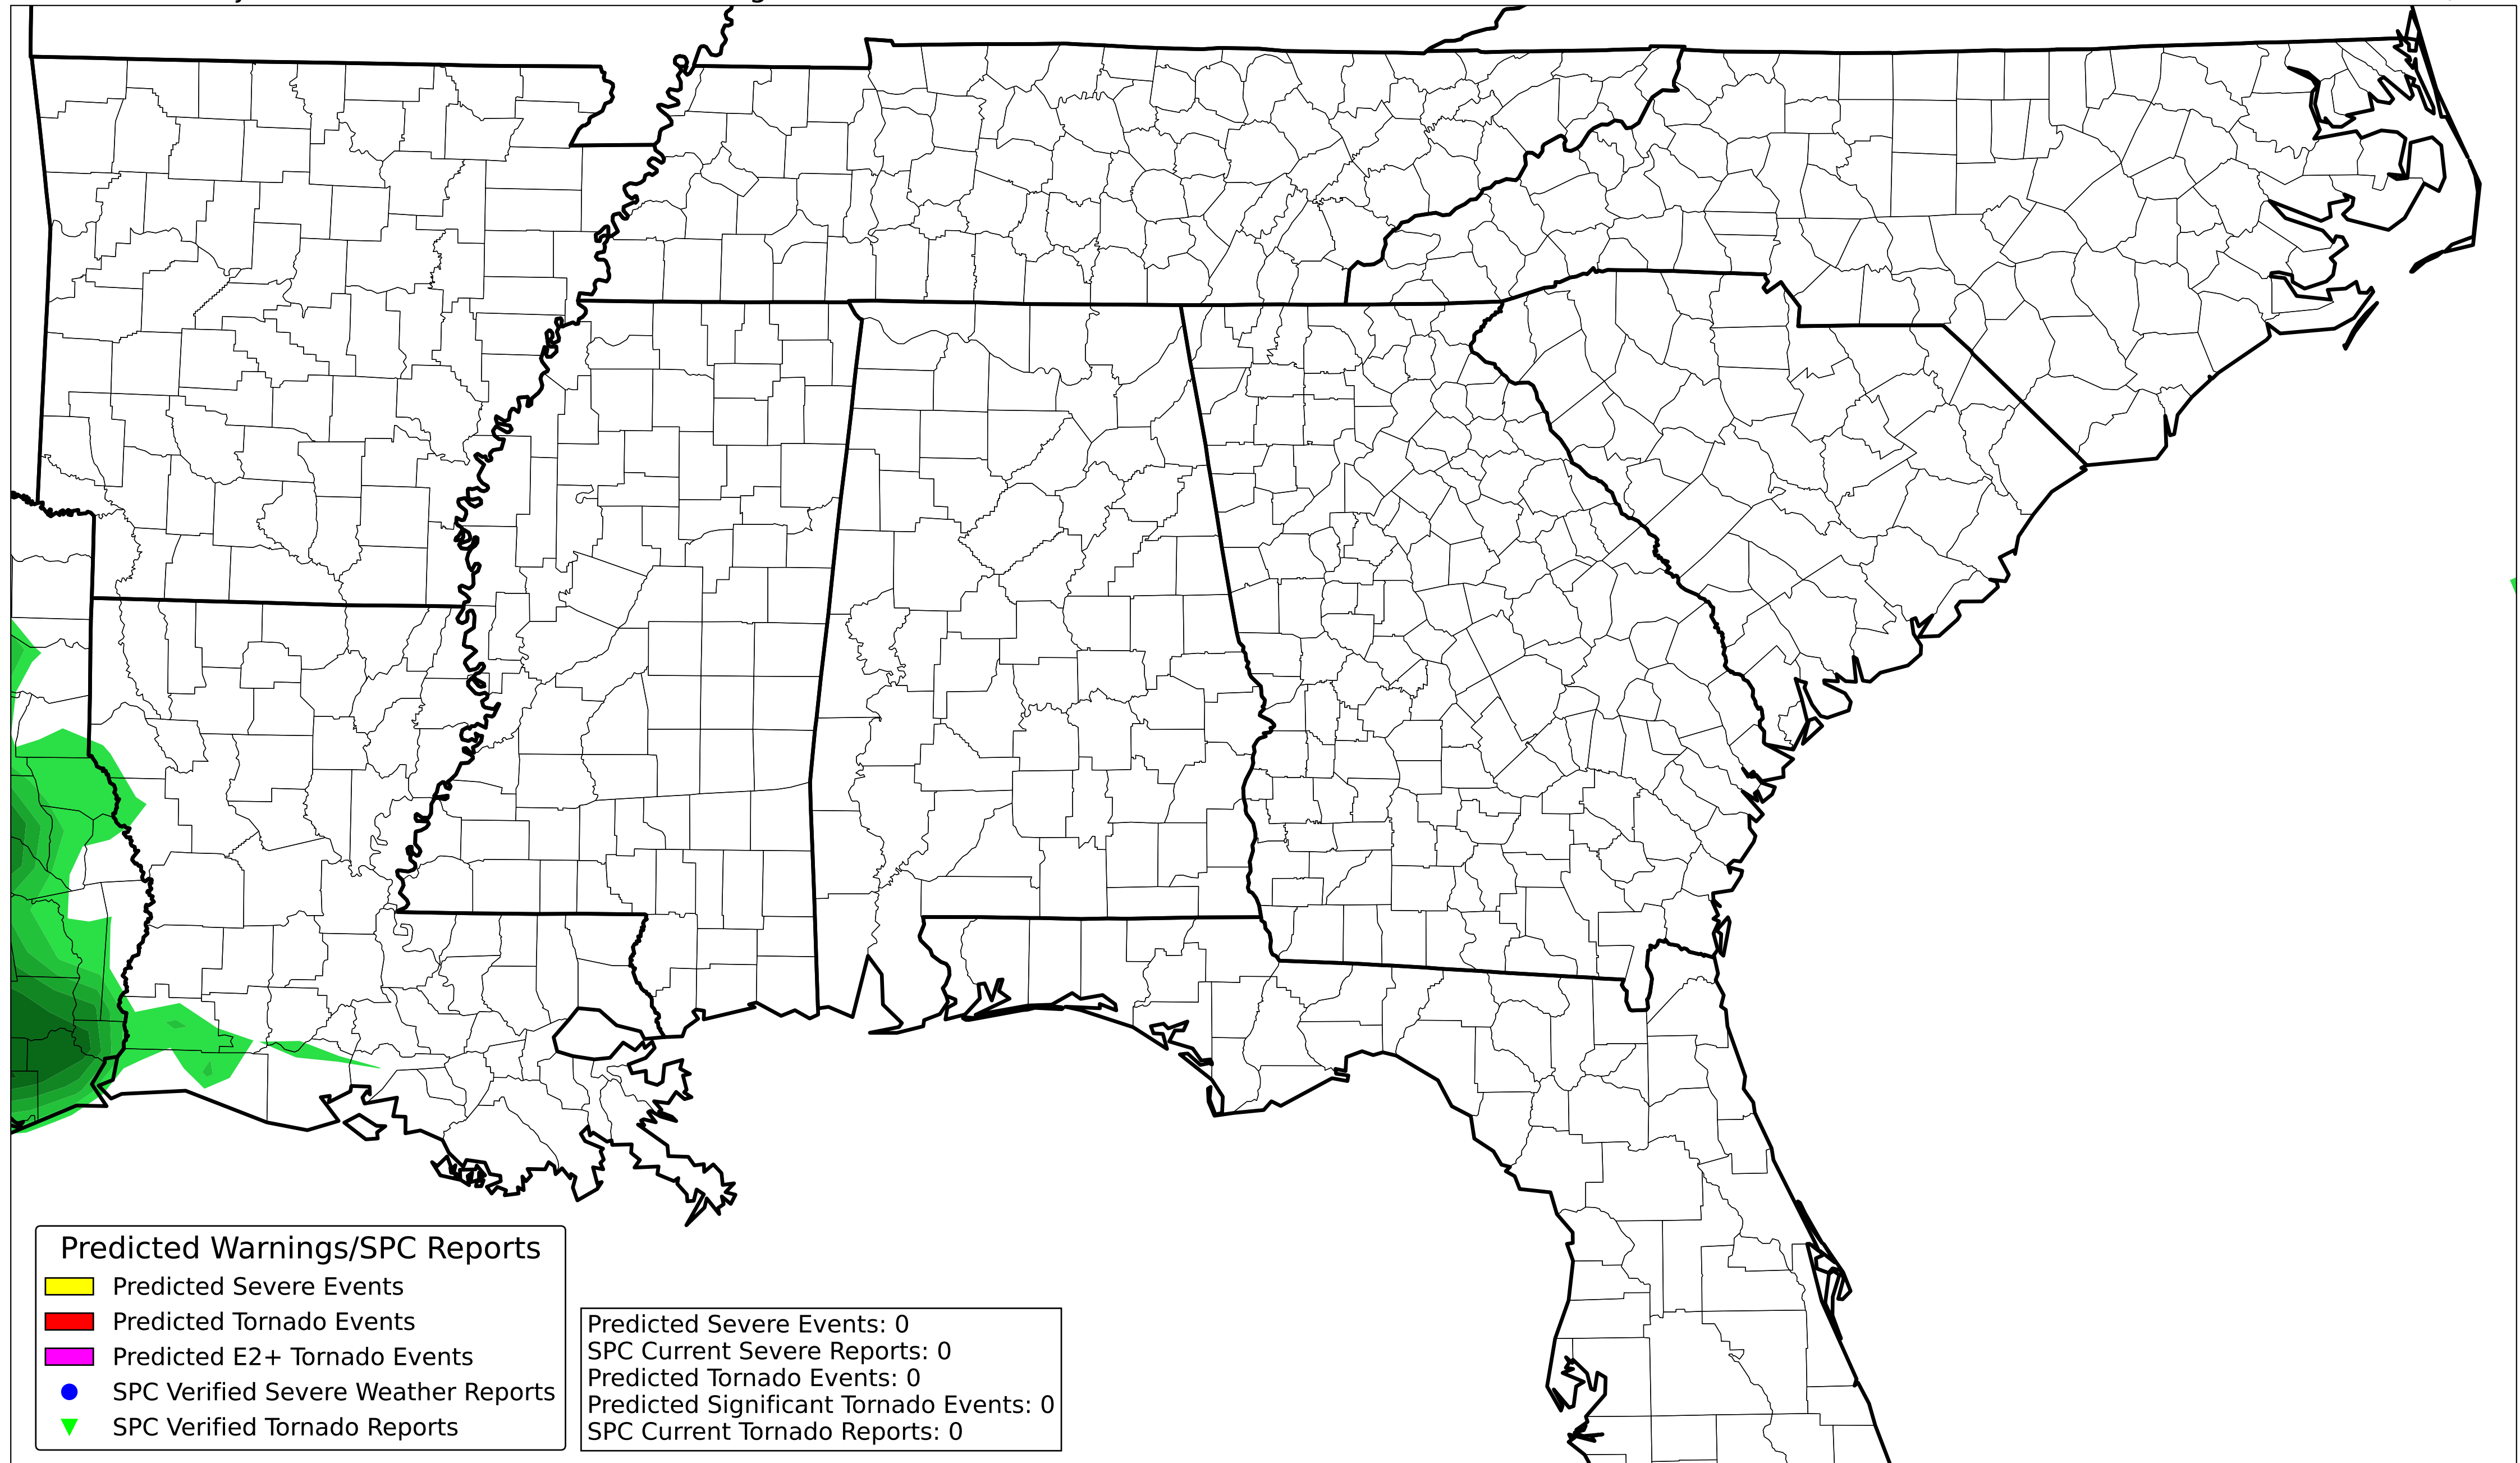 Predicted Warnings/SPC Reports
Predicted Severe Events
Predicted Tornado Events
Predicted E2+ Tornado Events
SPC Verified Severe Weather Reports
SPC Verified Tornado Reports
Predicted Severe Events: 0
SPC Current Severe Reports: 0
Predicted Tornado Events: 0
Predicted Significant Tornado Events: 0
SPC Current Tornado Reports: 0